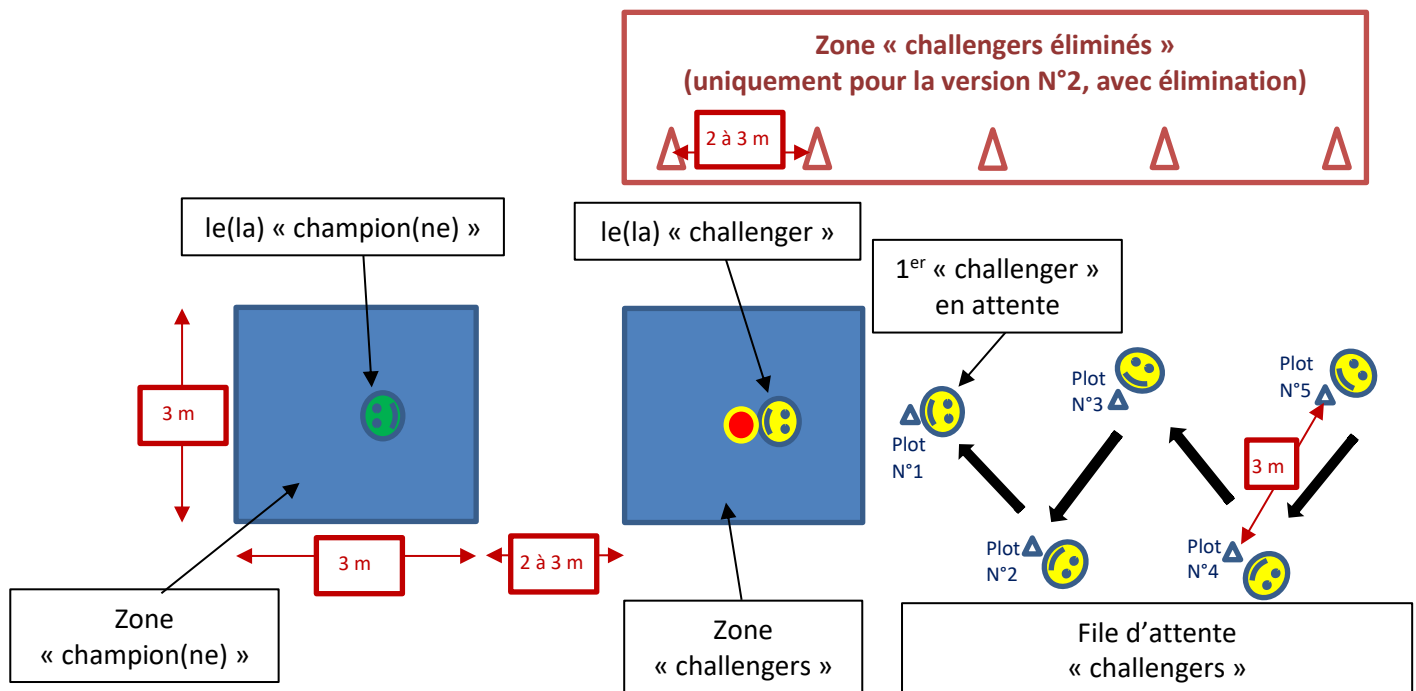 Zone « challengers éliminés »
(uniquement pour la version N°2, avec élimination)
2 à 3 m
le(la) « champion(ne) »
le(la) « challenger »
1er « challenger »
en attente
3 m
Plot
N°1
Plot
N°3
Plot
N°5
3 m
Plot
N°2
Plot
N°4
3 m
2 à 3 m
Zone
« champion(ne) »
Zone
« challengers »
File d’attente
« challengers »